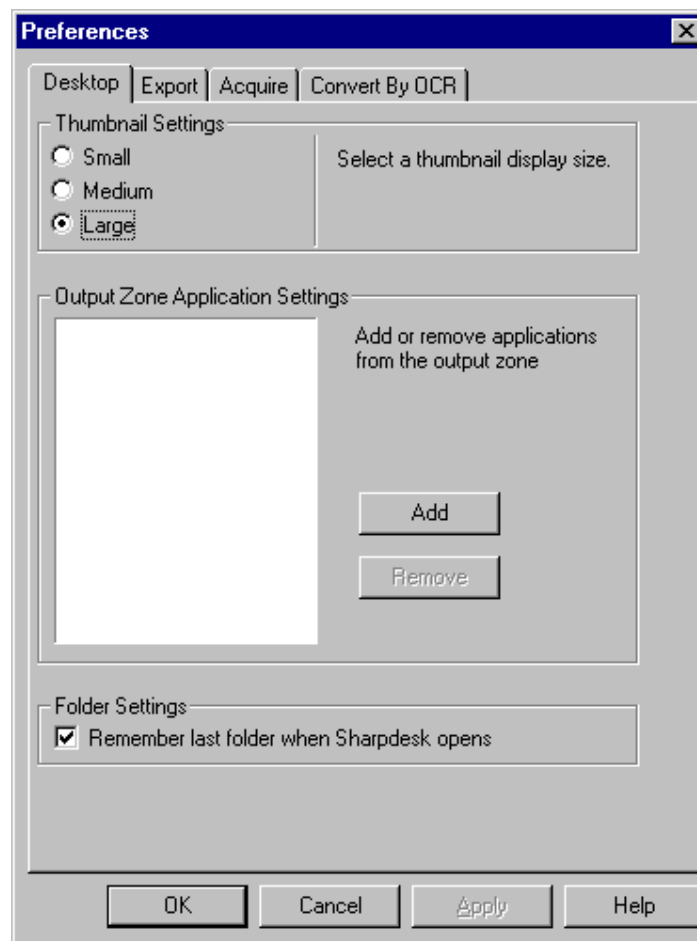 Preferences
Desktop Export Acquire Convert By OCR
Thumbnail Settings
Small
Medium
Large
Select a thumbnail display size.
Output Zone Application Settings
Add or remove applications
from the output zone
Add
Remove
Folder Settings
Remember last folder when Sharpdesk opens
OK Cancel Apply Help